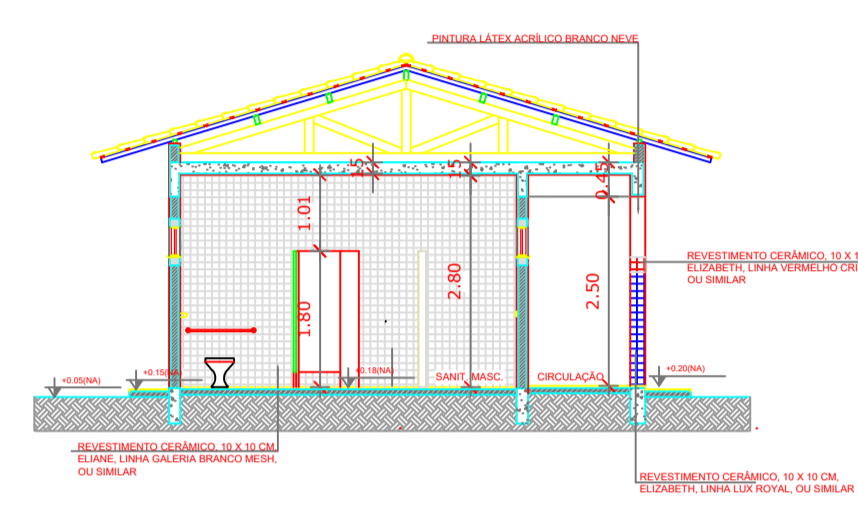 PINTURA LÁTEX ACRÍLICO BRANCO NEVE
15
15
0.45
1.01
2.80
2.50
1.80
REVESTIMENTO CERÂMICO, 10 X 1
ELIZABETH, LINHA VERMELHO CRI
OU SIMILAR
+0.05(NA)
+0.15(NA)
+0.18(NA)
SANIT. MASC.
CIRCULAÇÃO
+0.20(NA)
REVESTIMENTO CERÂMICO, 10 X 10 CM,
ELIANE, LINHA GALERIA BRANCO MESH,
OU SIMILAR
REVESTIMENTO CERÂMICO, 10 X 10 CM,
ELIZABETH, LINHA LUX ROYAL, OU SIMILAR